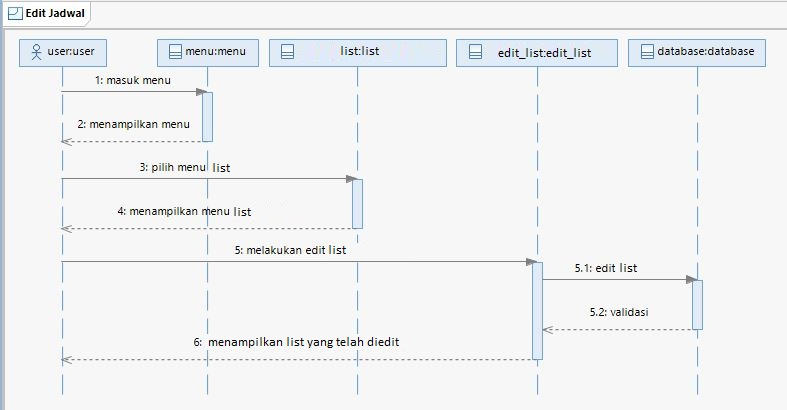 Edit Jadwal
user:user
menu:menu
list:list
edit_list:edit_list
database:database
1: masuk menu
2: menampilkan menu
3: pilih menu list
4: menampilkan menu list
5: melakukan edit list
5.1: edit list
5.2: validasi
6: menampilkan list yang telah diedit